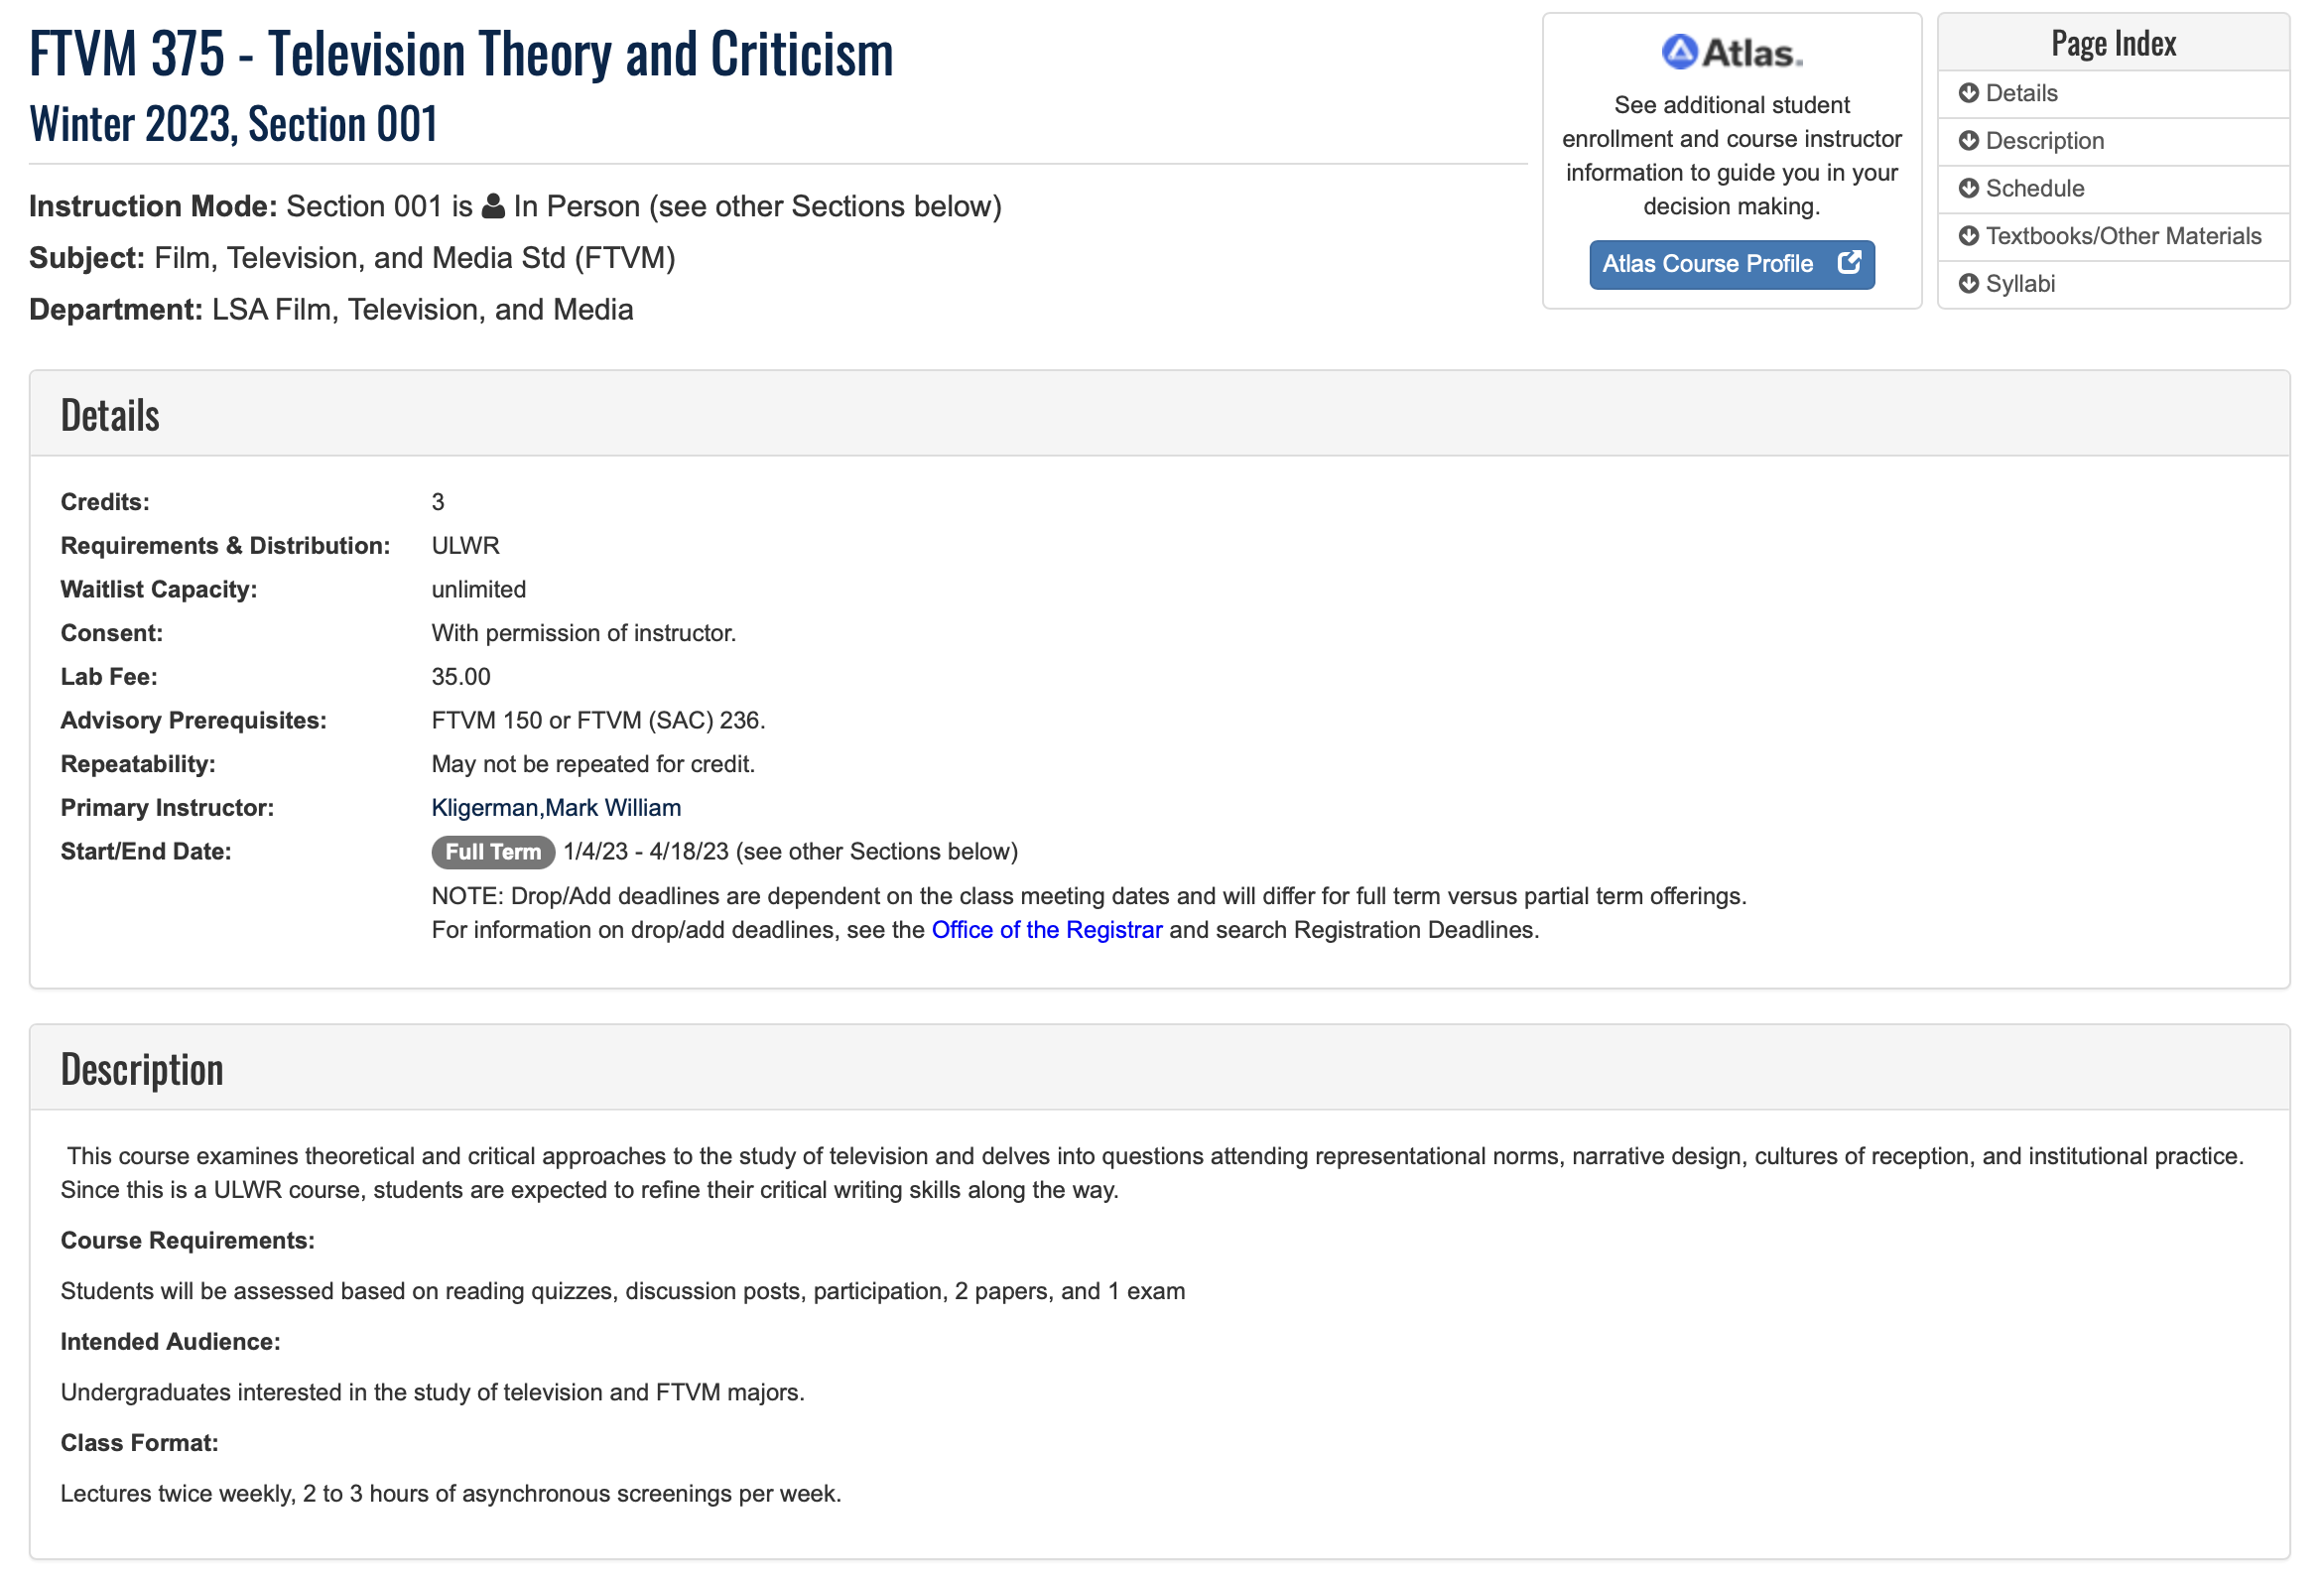 FTVM 375 - Television Theory and Criticism
Winter 2023, Section 001
Instruction Mode: Section 001 is In Person (see other Sections below)
Subject: Film, Television, and Media Std (FTVM)
Department: LSA Film, Television, and Media
Atlas.
See additional student
enrollment and course instructor
information to guide you in your
decision making.
Atlas Course Profile
Page Index
Details
Description
Schedule
Textbooks/Other Materials
Syllabi
Details
Credits: 3
Requirements & Distribution: ULWR
Waitlist Capacity: unlimited
Consent: With permission of instructor.
Lab Fee: 35.00
Advisory Prerequisites: FTVM 150 or FTVM (SAC) 236.
Repeatability: May not be repeated for credit.
Primary Instructor: Kligerman,Mark William
Start/End Date: Full Term 1/4/23 - 4/18/23 (see other Sections below)
NOTE: Drop/Add deadlines are dependent on the class meeting dates and will differ for full term versus partial term offerings.
For information on drop/add deadlines, see the Office of the Registrar and search Registration Deadlines.
Description
This course examines theoretical and critical approaches to the study of television and delves into questions attending representational norms, narrative design, cultures of reception, and institutional practice.
Since this is a ULWR course, students are expected to refine their critical writing skills along the way.
Course Requirements:
Students will be assessed based on reading quizzes, discussion posts, participation, 2 papers, and 1 exam
Intended Audience:
Undergraduates interested in the study of television and FTVM majors.
Class Format:
Lectures twice weekly, 2 to 3 hours of asynchronous screenings per week.